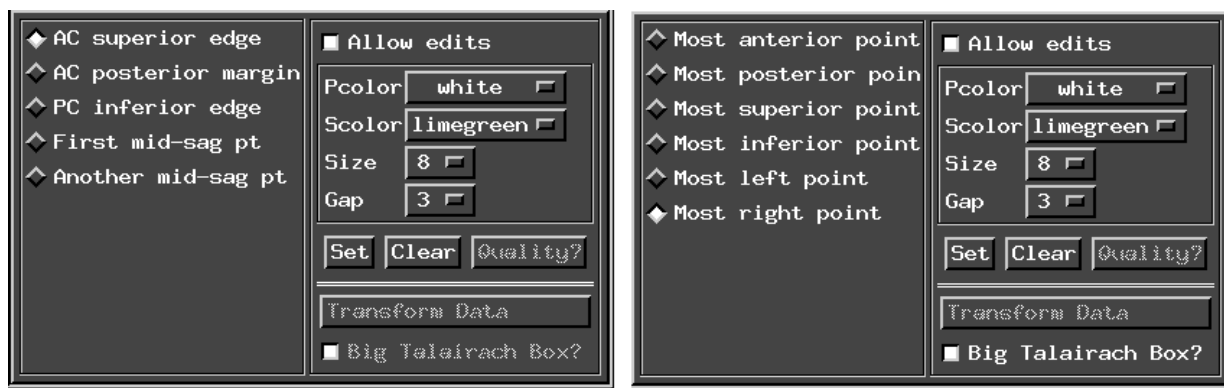 AC superior edge
AC posterior margin
PC inferior edge
First mid-sag pt
Another mid-sag pt
Allow edits
Pcolor white
Scolor limegreen
Size 8
Gap 3
Set Clear Quality?
Transform Data
Big Talairach Box?
Most anterior point
Most posterior poin
Most superior point
Most inferior point
Most left point
Most right point
Allow edits
Pcolor white
Scolor limegreen
Size 8
Gap 3
Set Clear Quality?
Transform Data
Big Talairach Box?